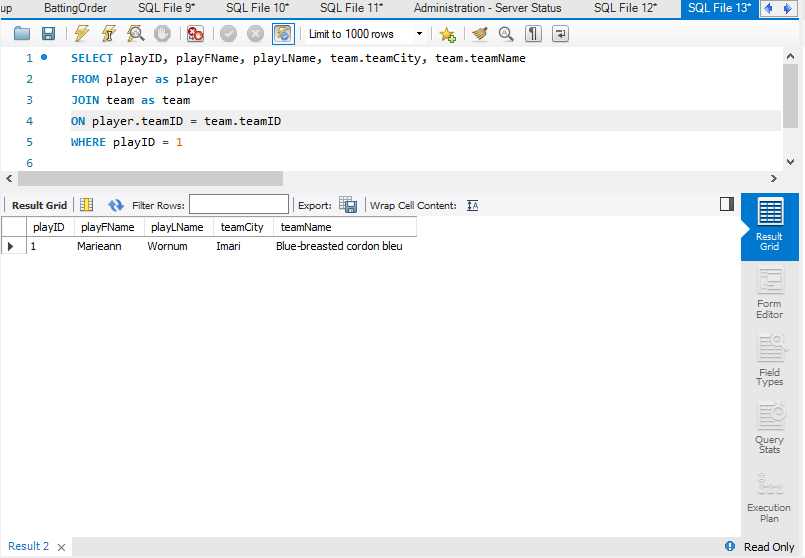 up BattingOrder SQL File 9* SQL File 10* SQL File 11* Administration - Server Status SQL File 12* SQL File 13*
Limit to 1000 rows
1 SELECT playID, playFName, playLName, team.teamCity, team.teamName
2 FROM player as player
3 JOIN team as team
4 ON player.teamID = team.teamID
5 WHERE playID = 1
6
Result Grid Filter Rows: Export: Wrap Cell Content:
playID playFName playLName teamCity teamName
1 Marieann Wornum Imari Blue-breasted cordon bleu
Result
Grid
Form
Editor
Field
Types
Query
Stats
Execution
Plan
Result 2 Read Only